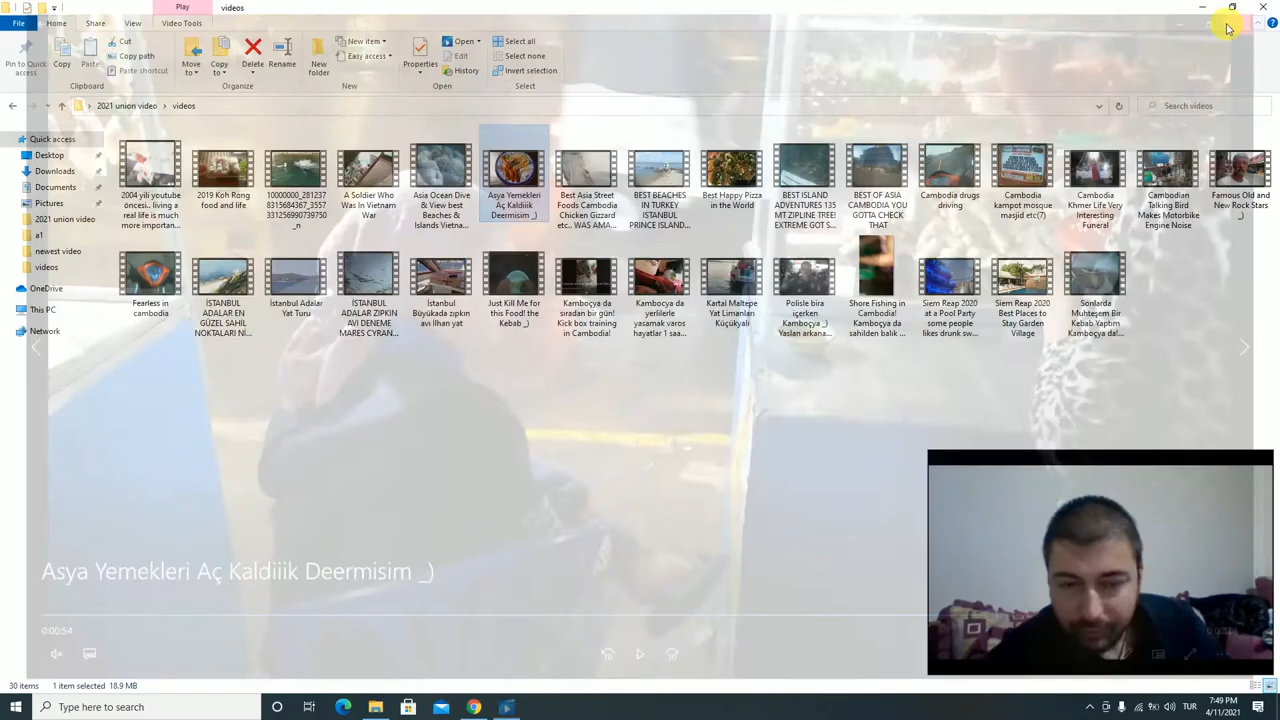 Play
videos
File
Home
Share
View
Video Tools
Pin to Quick access
Copy
Paste
Cut
Copy path
Paste shortcut
Clipboard
Move to
Copy to
Delete
Rename
Organize
New folder
New item
Easy access
New
Properties
Open
Edit
History
Open
Select all
Select none
Invert selection
Select
2021 union video > videos
Search videos
Quick access
Desktop
Downloads
Documents
Pictures
2021 union video
a1
newest video
videos
OneDrive
This PC
Network
2004 yili youtube
öncesi.. living a
real life is much
more importan...
2019 Koh Rong
food and life
10000000_281237
8315684367_3557
331256990739750
_n
A Soldier Who
Was In Vietnam
War
Asia Ocean Dive
& View best
Beaches &
Islands Vietna...
Asya Yemekleri
Aç Kaldiiik
Deermisim _)
Best Asia Street
Foods Cambodia
Chicken Gizzard
etc.. WAS AMA...
BEST BEACHES
IN TURKEY
ISTANBUL
PRINCE ISLAND...
Best Happy Pizza
in the World
BEST ISLAND
ADVENTURES 135
MT ZIPLINE TREE!
EXTREME GOT S...
BEST OF ASIA
CAMBODIA YOU
GOTTA CHECK
THAT
Cambodia drugs
driving
Cambodia
kampot mosque
masjid etc(7)
Cambodia
Khmer Life Very
Interesting
Funeral
Cambodian
Talking Bird
Makes Motorbike
Engine Noise
Famous Old and
New Rock Stars
_)
Fearless in
cambodia
İSTANBUL
ADALAR EN
GÜZEL SAHİL
NOKTALARI NI...
İstanbul Adalar
Yat Turu
İSTANBUL
ADALAR ZIPKIN
AVI DENEME
MARES CYRAN...
İstanbul
Büyükada zıpkın
avı İlhan yat
Just Kill Me for
this Food! the
Kebab _)
Kamboçya da
sıradan bir gün!
Kick box training
in Cambodia!
Kambocya da
yerlilerle
yasamak varos
hayatlar 1 saa...
Kartal Maltepe
Yat Limanları
Küçükyalı
Polisle bira
içerken
Kamboçya _)
Yaslan arkana...
Shore Fishing in
Cambodia!
Kamboçya da
sahilden balık ...
Siem Reap 2020
at a Pool Party
some people
likes drunk sw...
Siem Reap 2020
Best Places to
Stay Garden
Village
Sonlarda
Muhteşem Bir
Kebab Yaptım
Kamboçya da!...
Asya Yemekleri Aç Kaldiiik Deermisim _)
0:00:54
10
30
30 items
1 item selected 18.9 MB
Type here to search
TUR
7:49 PM
4/11/2021